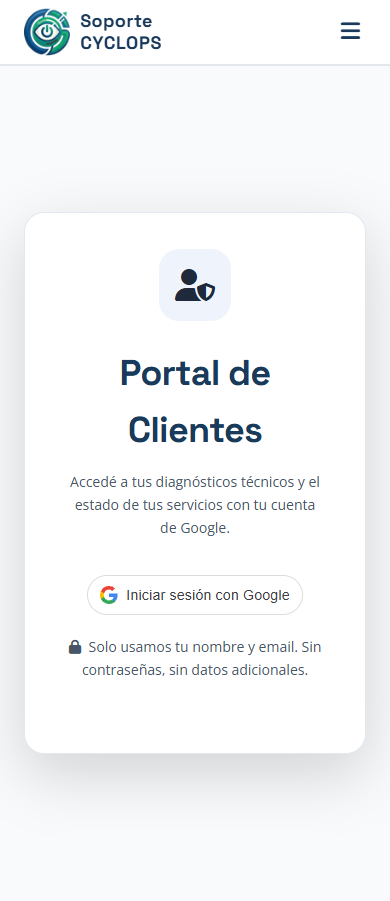 Soporte
CYCLOPS
Portal de
Clientes
Accedé a tus diagnósticos técnicos y el
estado de tus servicios con tu cuenta
de Google.
Iniciar sesión con Google
Solo usamos tu nombre y email. Sin
contraseñas, sin datos adicionales.